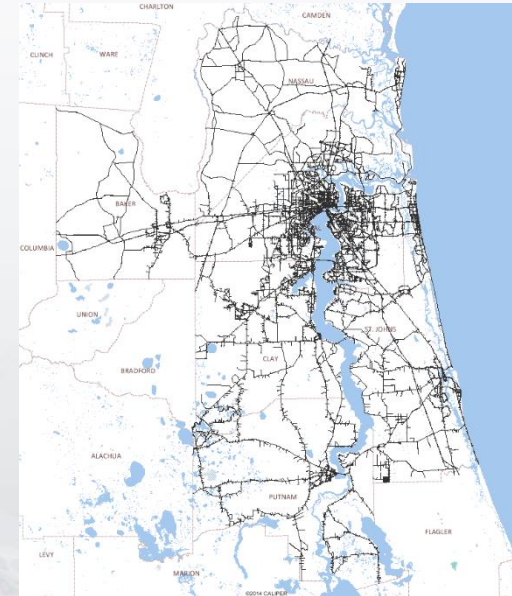 CHARLTON
CAMDEN
CLINCH
WARE
NASSAU
BAKER
COLUMBIA
UNION
ST. JOHNS
CLAY
BRADFORD
ALACHUA
PUTNAM
FLAGLER
LEVY
MARION
©2014 CALIPER